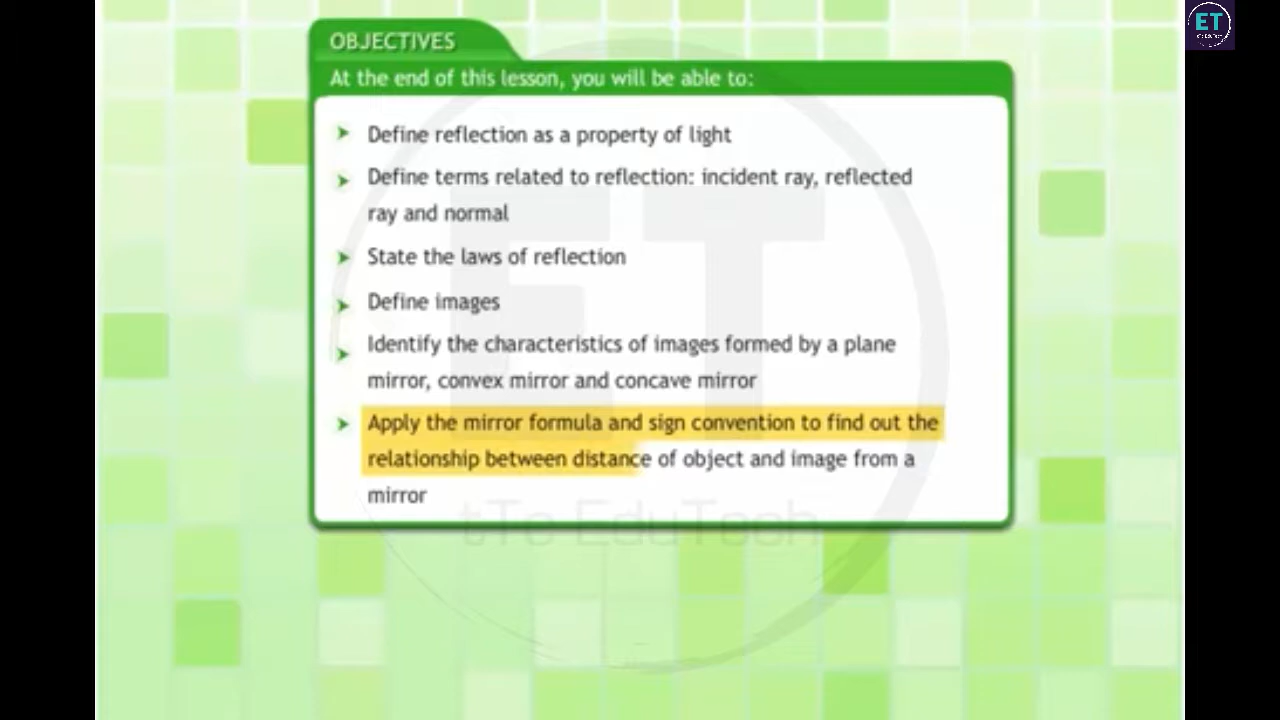 OBJECTIVES
At the end of this lesson, you will be able to:
Define reflection as a property of light
Define terms related to reflection: incident ray, reflected
ray and normal
State the laws of reflection
Define images
Identify the characteristics of images formed by a plane
mirror, convex mirror and concave mirror
Apply the mirror formula and sign convention to find out the
relationship between distance of object and image from a
mirror
ET
tTc EduTech
ET